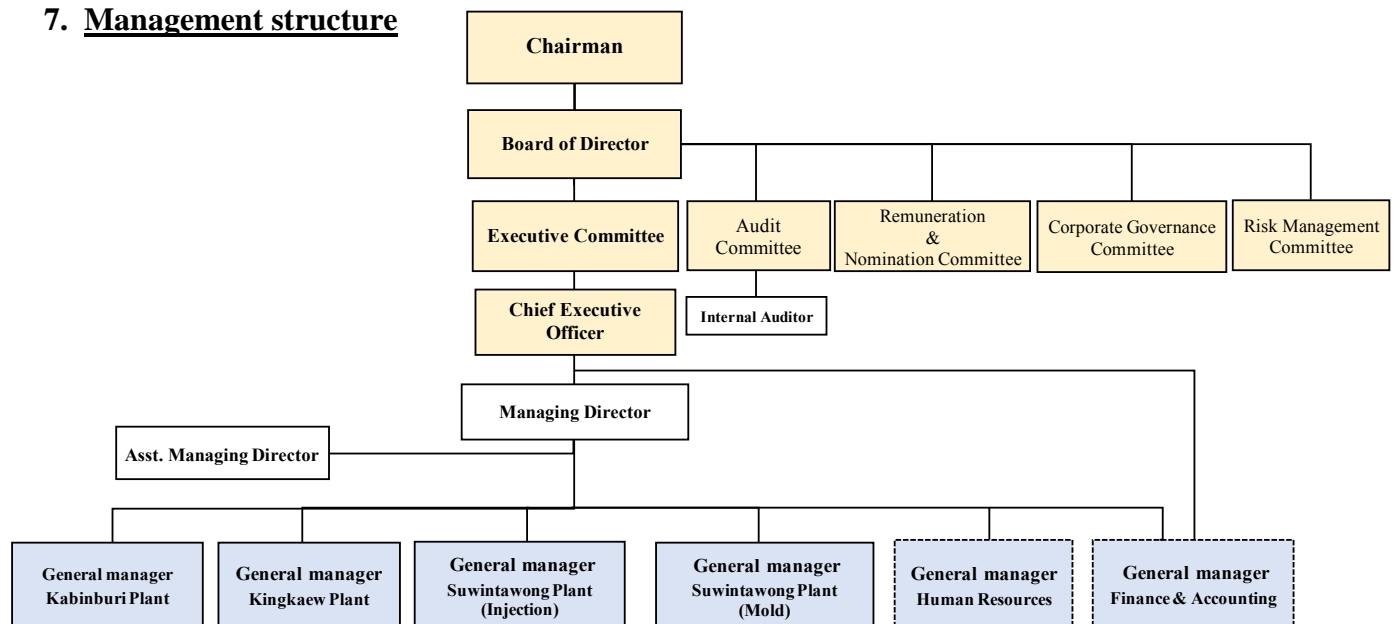 7. Management structure
Chairman
Board of Director
Executive Committee
Audit
Committee
Remuneration
&
Nomination Committee
Corporate Governance
Committee
Risk Management
Committee
Chief Executive
Officer
Internal Auditor
Managing Director
Asst. Managing Director
General manager
Kabinburi Plant
General manager
Kingkaew Plant
General manager
Suwintawong Plant
(Injection)
General manager
Suwintawong Plant
(Mold)
General manager
Human Resources
General manager
Finance & Accounting